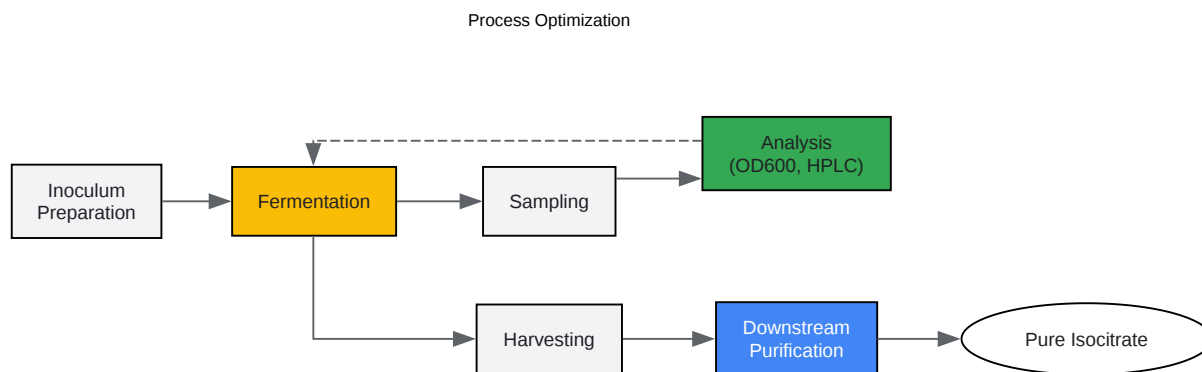 Process Optimization
Analysis
(OD600, HPLC)
Inoculum
Preparation
Fermentation
Sampling
Harvesting
Downstream
Purification
Pure Isocitrate